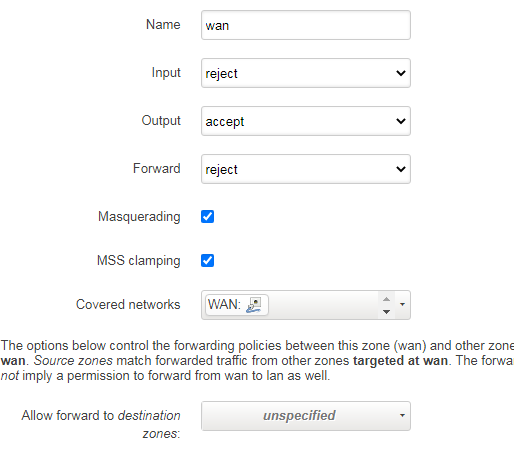 Name wan
Input reject
Output accept
Forward reject
Masquerading
MSS clamping
Covered networks WAN:
The options below control the forwarding policies between this zone (wan) and other zone
wan. Source zones match forwarded traffic from other zones targeted at wan. The forwa
not imply a permission to forward from wan to lan as well.
Allow forward to destination unspecified
zones: